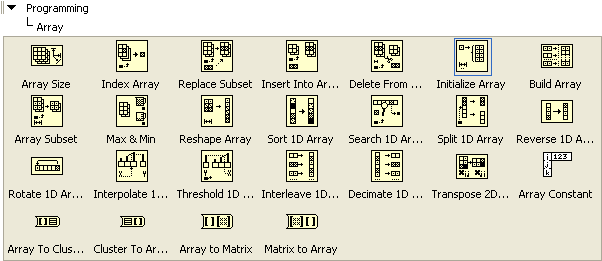 Programming
Array
Array Size Index Array Replace Subset Insert Into Ar... Delete From ... Initialize Array Build Array
Array Subset Max & Min Reshape Array Sort 1D Array Search 1D Arra... Split 1D Array Reverse 1D A...
123
Rotate 1D Ar... Interpolate 1... Threshold 1D ... Interleave 1D... Decimate 1D ... Transpose 2D... Array Constant
Array To Clus... Cluster To Ar... Array to Matrix Matrix to Array